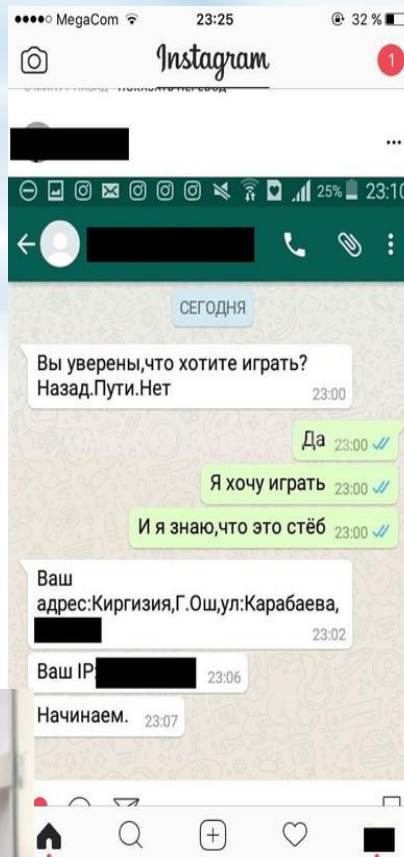 MegaCom 23:25 32 %
Instagram 1
25% 23:10
СЕГОДНЯ
Вы уверены,что хотите играть?
Назад.Пути.Нет
23:00
Да 23:00
Я хочу играть 23:00
И я знаю,что это стёб 23:00
Ваш
адрес:Киргизия,Г.Ош,ул:Карабаева,
23:02
Ваш IP:
23:06
Начинаем. 23:07